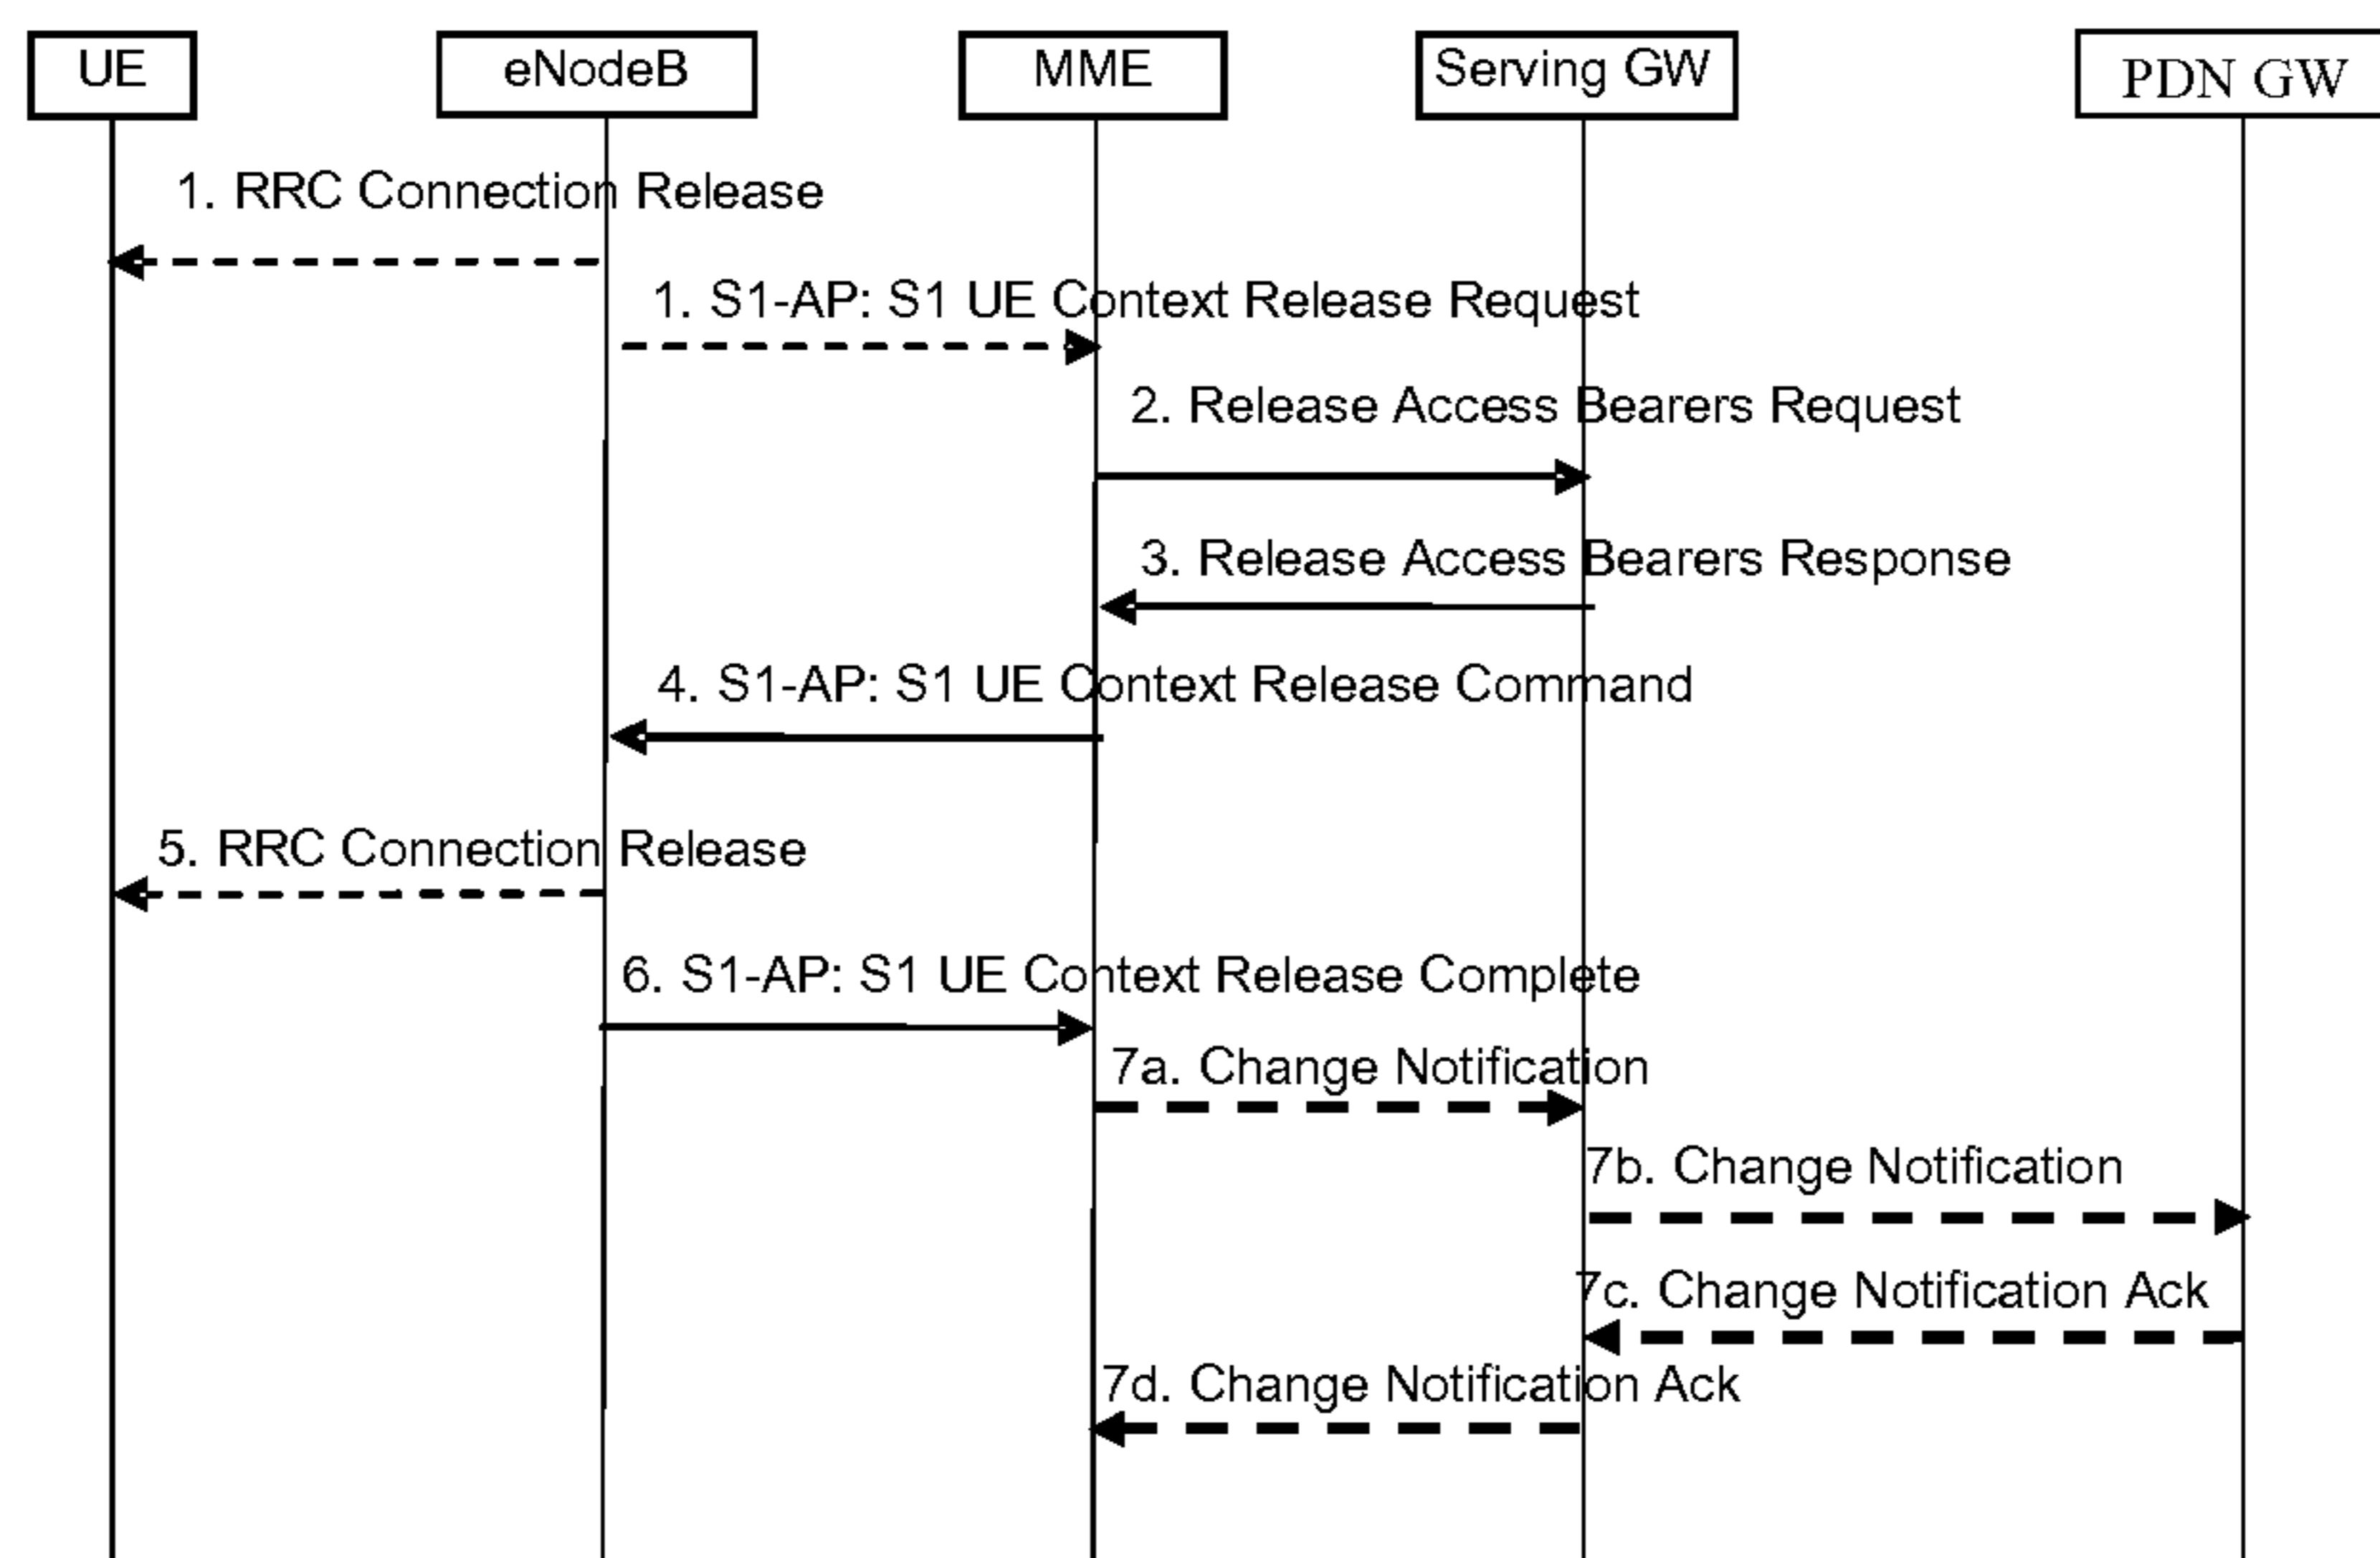 UE
eNodeB
MME
Serving GW
PDN GW
1. RRC Connection Release
1. S1-AP: S1 UE Context Release Request
2. Release Access Bearers Request
3. Release Access Bearers Response
4. S1-AP: S1 UE Context Release Command
5. RRC Connection Release
6. S1-AP: S1 UE Context Release Complete
7a. Change Notification
7b. Change Notification
7c. Change Notification Ack
7d. Change Notification Ack